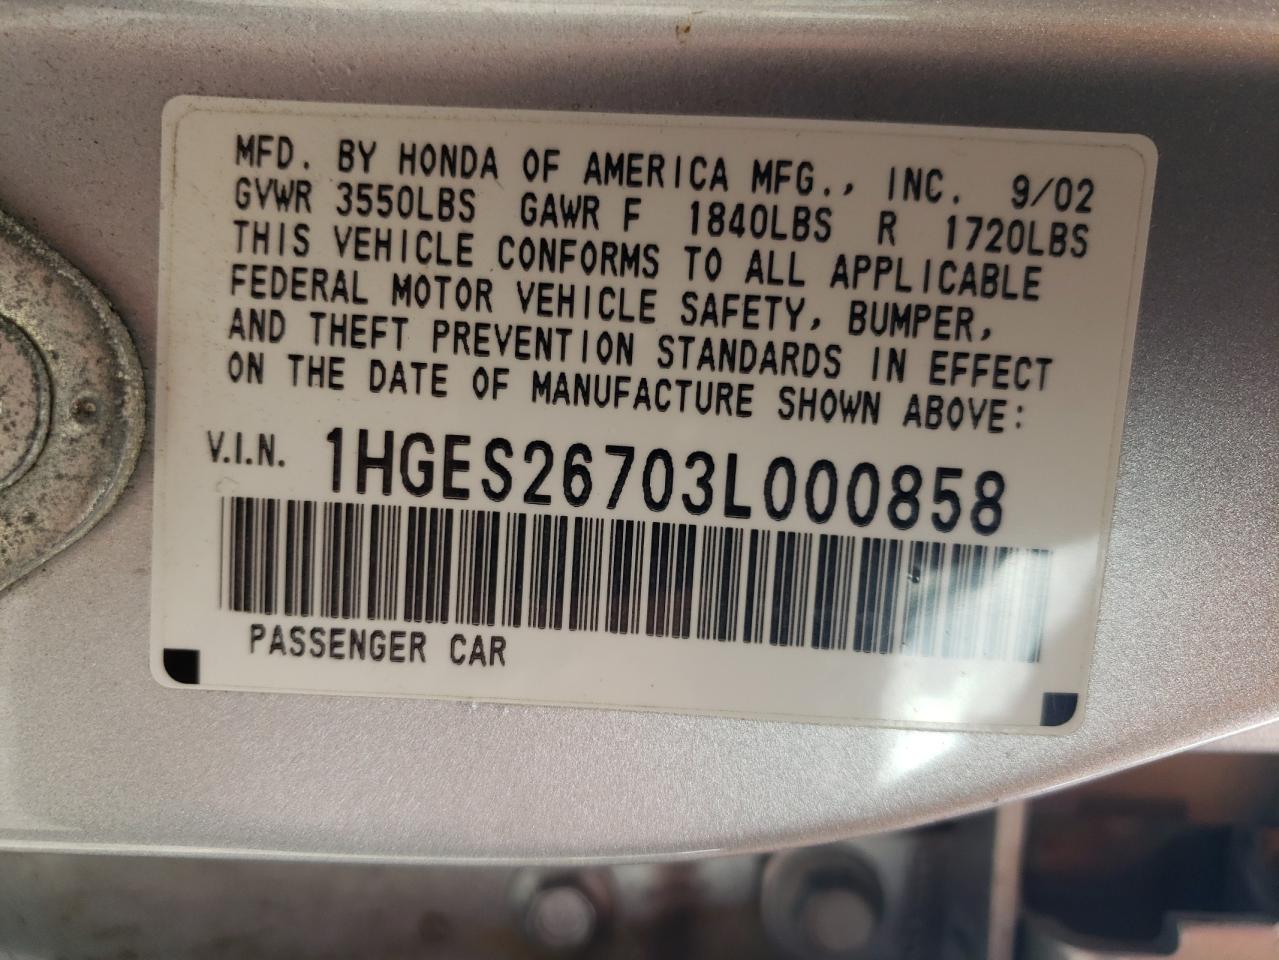 MFD. BY HONDA OF AMERICA MFG., INC. 9/02
GVWR 3550LBS GAWR F 1840LBS R 1720LBS
THIS VEHICLE CONFORMS TO ALL APPLICABLE
FEDERAL MOTOR VEHICLE SAFETY, BUMPER,
AND THEFT PREVENTION STANDARDS IN EFFECT
ON THE DATE OF MANUFACTURE SHOWN ABOVE:
V.I.N. 1HGES26703L000858
PASSENGER CAR